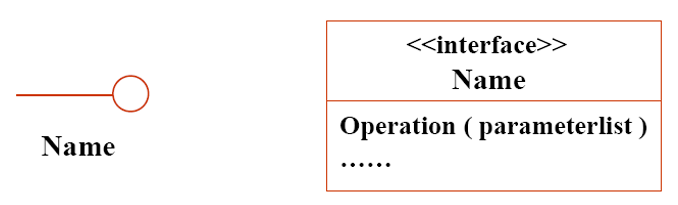 Name
<<interface>>
Name
Operation ( parameterlist )
……